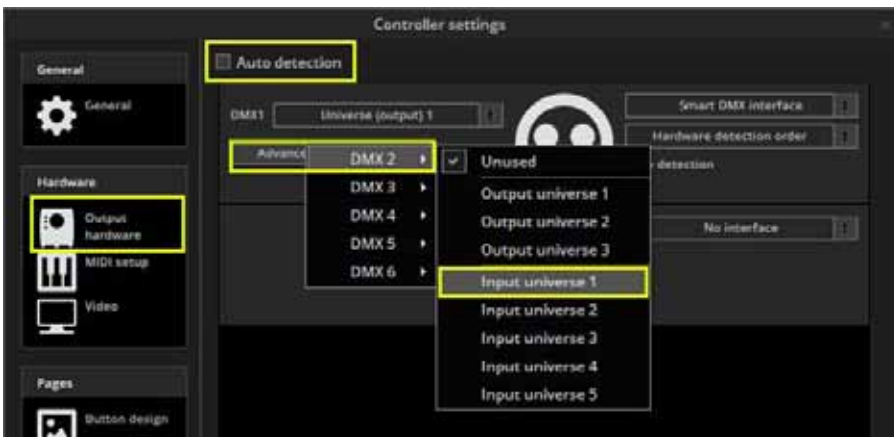 Controller settings
General
General
Hardware
Output
hardware
MIDI setup
Video
Pages
Button design
Auto detection
DMX1
Universe (output) 1
Smart DMX interface
Hardware detection order
detection
No interface
DMX 2
DMX 3
DMX 4
DMX 5
DMX 6
Unused
Output universe 1
Output universe 2
Output universe 3
Input universe 1
Input universe 2
Input universe 3
Input universe 4
Input universe 5